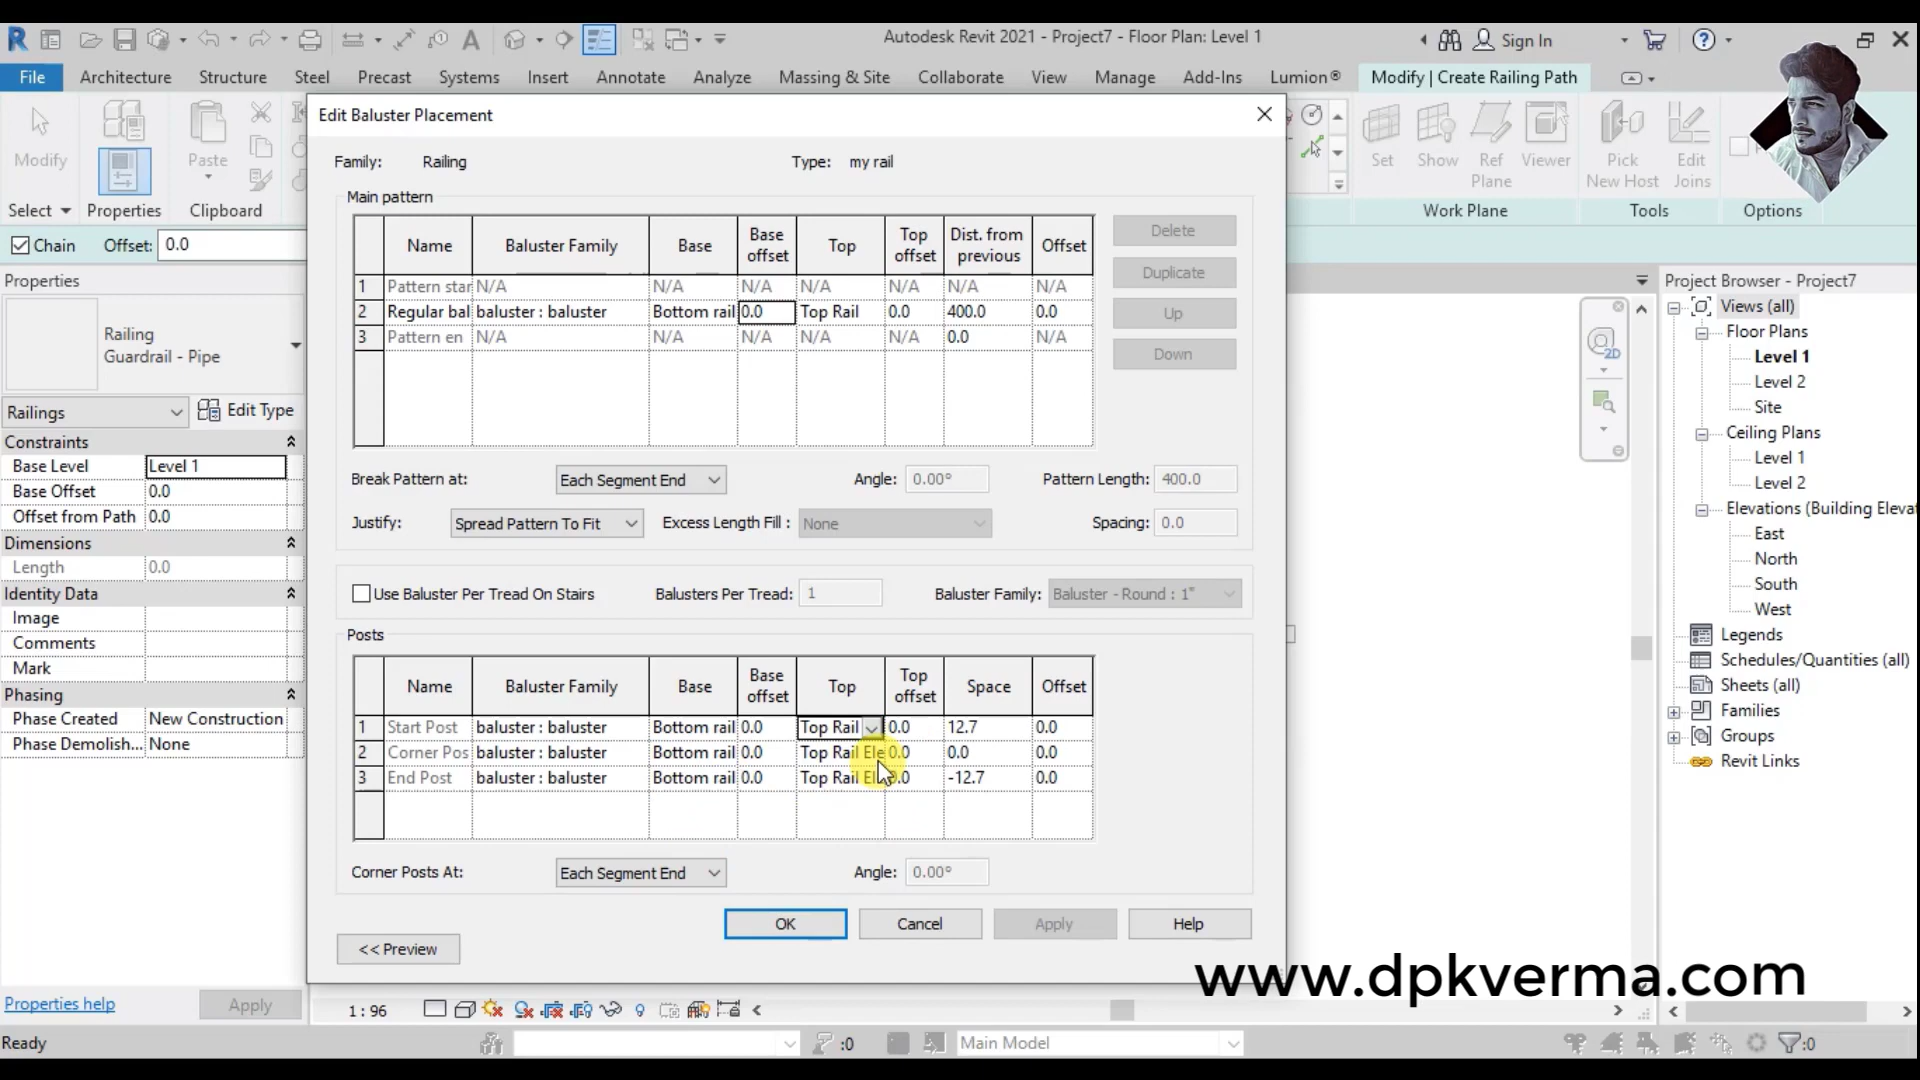 Autodesk Revit 2021 - Project7 - Floor Plan: Level 1
Sign In
File Architecture Structure Steel Precast Systems Insert Annotate Analyze Massing & Site Collaborate View Manage Add-Ins Lumion® Modify | Create Railing Path
Modify
Paste
Set Show Ref Plane Viewer
Pick New Host Edit Joins
Select Properties Clipboard Work Plane Tools Options
Chain Offset: 0.0
Properties
Railing
Guardrail - Pipe
Railings Edit Type
Constraints
Base Level Level 1
Base Offset 0.0
Offset from Path 0.0
Dimensions
Length 0.0
Identity Data
Image
Comments
Mark
Phasing
Phase Created New Construction
Phase Demolish... None
Properties help Apply
Edit Baluster Placement
Family: Railing Type: my rail
Main pattern
Name Baluster Family Base Base offset Top Top offset Dist. from previous Offset
1 Pattern star N/A N/A N/A N/A N/A N/A N/A
2 Regular bal baluster : baluster Bottom rail 0.0 Top Rail 0.0 400.0 0.0
3 Pattern en N/A N/A N/A N/A N/A 0.0 N/A
Delete
Duplicate
Up
Down
Break Pattern at: Each Segment End Angle: 0.00° Pattern Length: 400.0
Justify: Spread Pattern To Fit Excess Length Fill : None Spacing: 0.0
Use Baluster Per Tread On Stairs Balusters Per Tread: 1 Baluster Family: Baluster - Round : 1"
Posts
Name Baluster Family Base Base offset Top Top offset Space Offset
1 Start Post baluster : baluster Bottom rail 0.0 Top Rail 0.0 12.7 0.0
2 Corner Pos baluster : baluster Bottom rail 0.0 Top Rail Ele 0.0 0.0 0.0
3 End Post baluster : baluster Bottom rail 0.0 Top Rail -12.7 0.0
Corner Posts At: Each Segment End Angle: 0.00°
OK Cancel Apply Help
<< Preview
Project Browser - Project7
Views (all)
Floor Plans
Level 1
Level 2
Site
Ceiling Plans
Level 1
Level 2
Elevations (Building Eleva
East
North
South
West
Legends
Schedules/Quantities (all)
Sheets (all)
Families
Groups
Revit Links
2D
www.dpkverma.com
1 : 96
Ready :0 Main Model :0